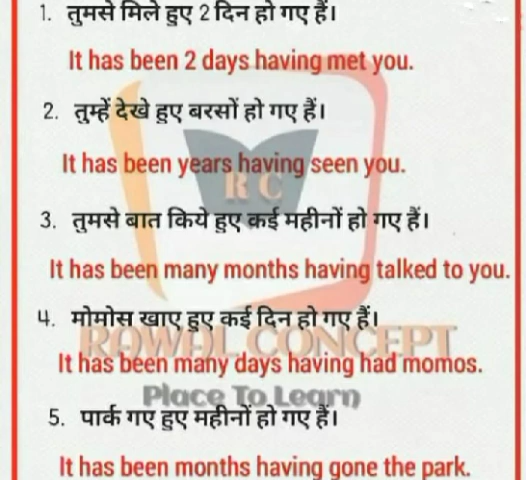 1. तुमसे मिले हुए 2 दिन हो गए हैं।
It has been 2 days having met you.
2. तुम्हें देखे हुए बरसों हो गए हैं।
It has been years having seen you.
R C
3. तुमसे बात किये हुए कई महीनों हो गए हैं।
It has been many months having talked to you.
4. मोमोस खाए हुए कई दिन हो गए हैं।
RAWAL CONCEPT
It has been many days having had momos.
Place To Learn
5. पार्क गए हुए महीनों हो गए हैं।
It has been months having gone the park.